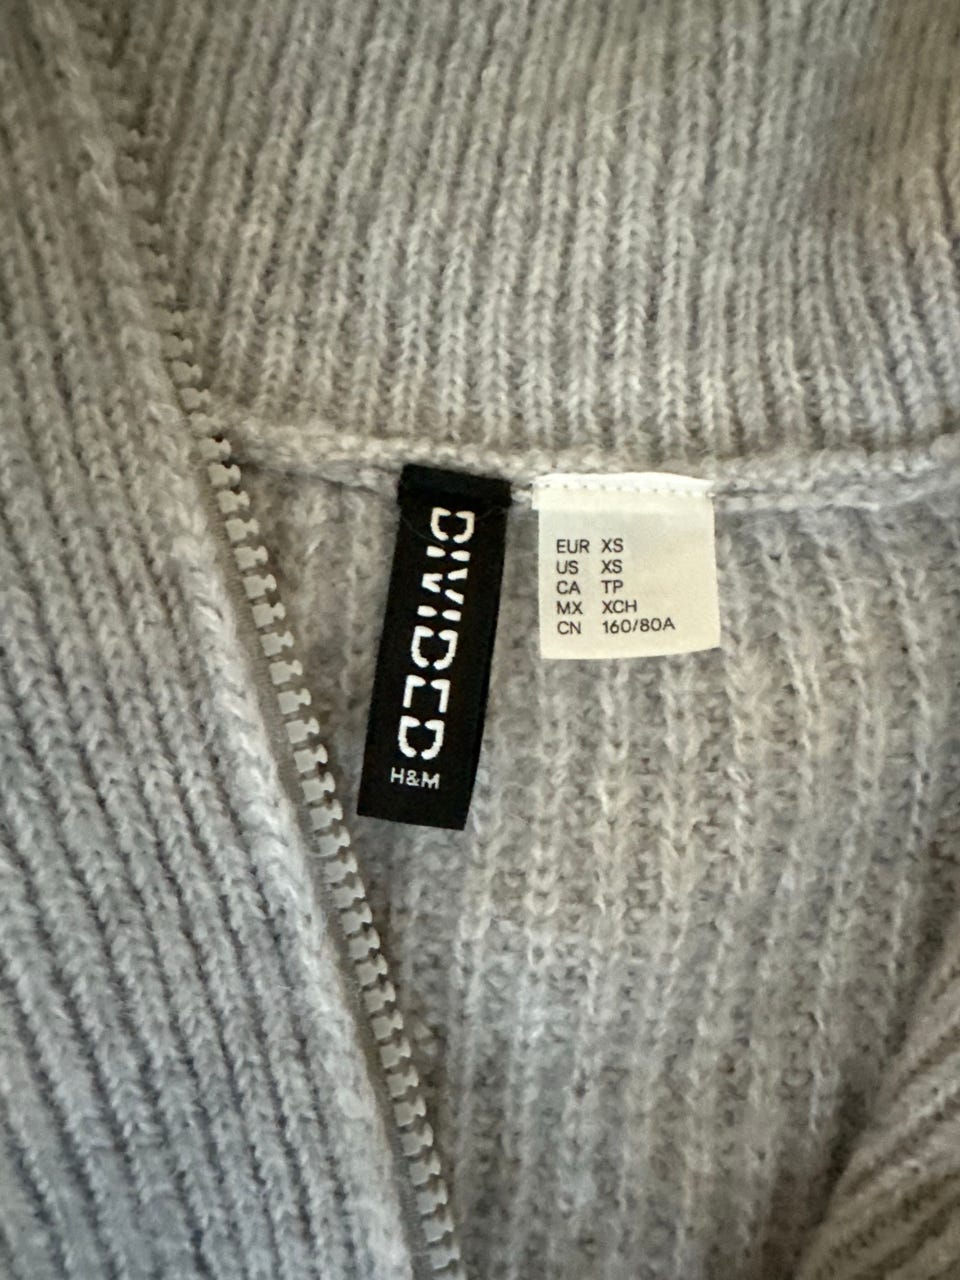 DIVIDED
H&M
EUR XS
US XS
CA TP
MX XCH
CN 160/80A